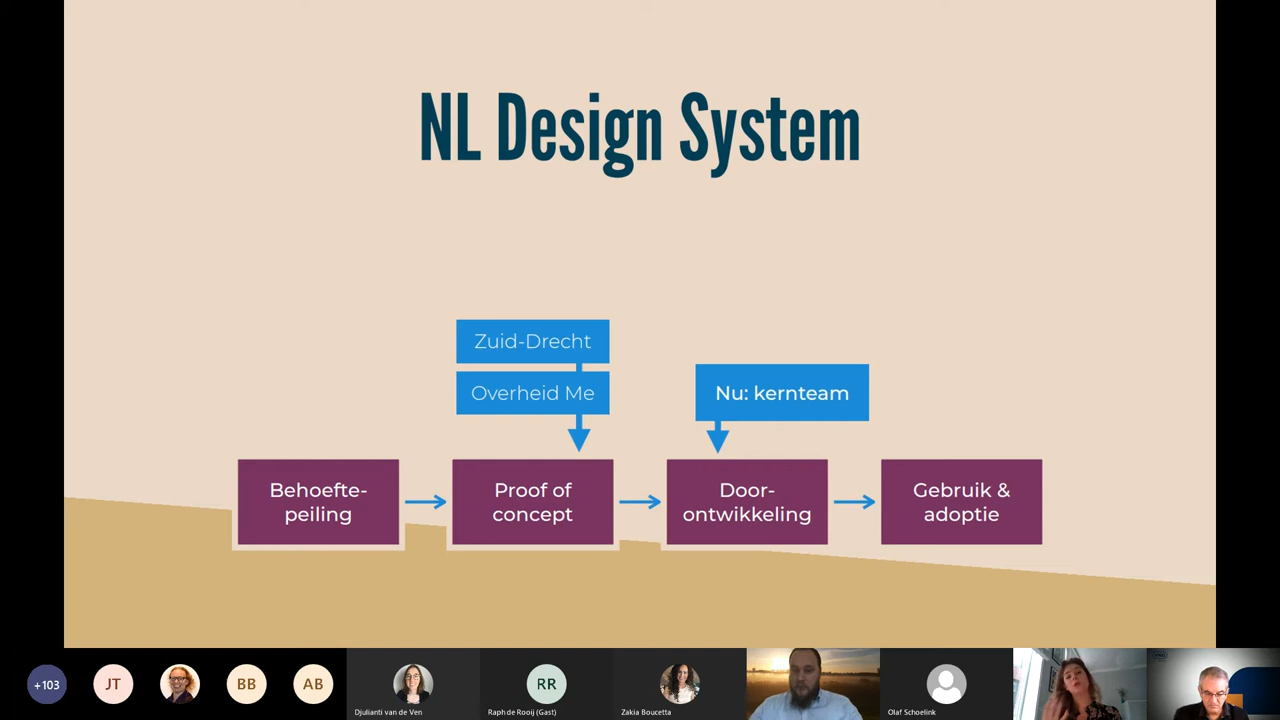 NL Design System
Zuid-Drecht
Overheid Me
Nu: kernteam
Behoefte-
peiling
Proof of
concept
Door-
ontwikkeling
Gebruik &
adoptie
+103
JT
BB
AB
RR
Djulianti van de Ven
Raph de Rooij (Gast)
Zakia Boucetta
Olaf Schoelink